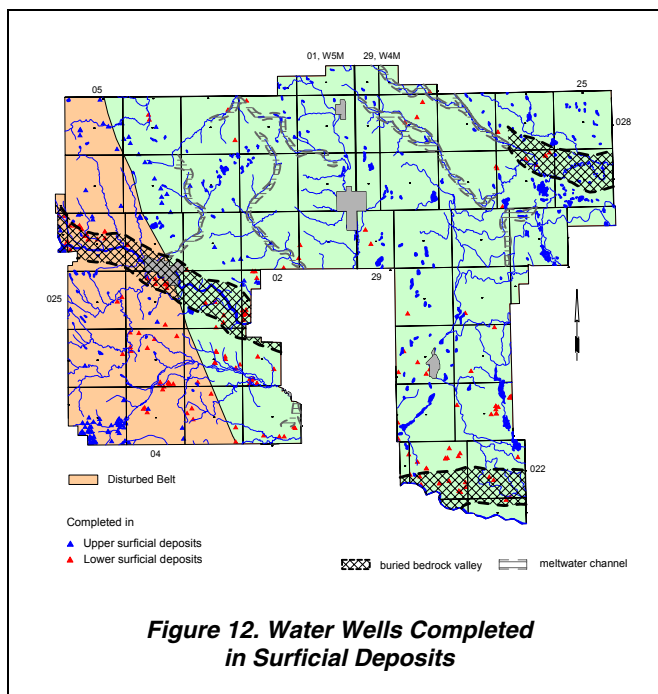 01, W5M 29, W4M
05
25
028
025
02
29
04
022
Disturbed Belt
Completed in
Upper surficial deposits
Lower surficial deposits
buried bedrock valley
meltwater channel
Figure 12. Water Wells Completed
in Surficial Deposits